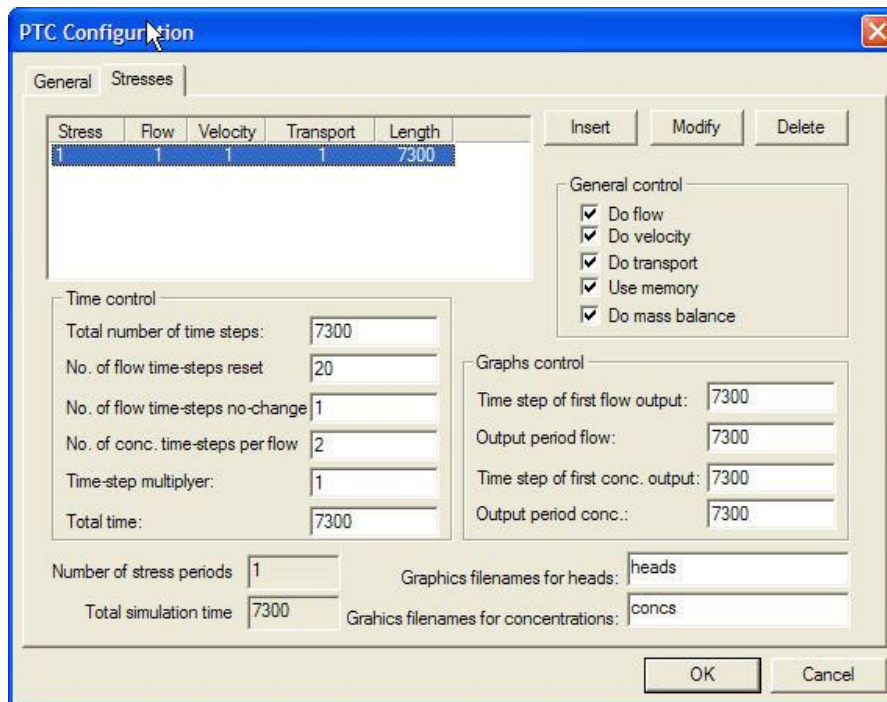 PTC Configuration
General Stresses
Stress Flow Velocity Transport Length
1 1 1 1 7300
Insert Modify Delete
General control
Do flow
Do velocity
Do transport
Use memory
Do mass balance
Time control
Total number of time steps: 7300
No. of flow time-steps reset 20
No. of flow time-steps no-change 1
No. of conc. time-steps per flow 2
Time-step multiplyer: 1
Total time: 7300
Graphs control
Time step of first flow output: 7300
Output period flow: 7300
Time step of first conc. output: 7300
Output period conc.: 7300
Number of stress periods 1
Total simulation time 7300
Graphics filenames for heads: heads
Grahics filenames for concentrations: concs
OK Cancel